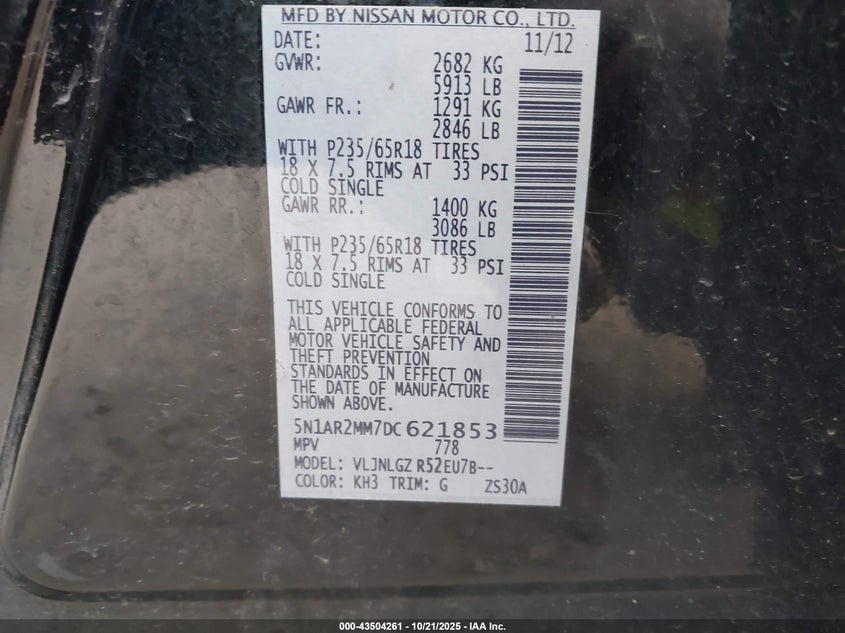 MFD BY NISSAN MOTOR CO., LTD.
DATE: 11/12
GVWR: 2682 KG
5913 LB
GAWR FR.: 1291 KG
2846 LB
WITH P235/65R18 TIRES
18 X 7.5 RIMS AT 33 PSI
COLD SINGLE
GAWR RR.: 1400 KG
3086 LB
WITH P235/65R18 TIRES
18 X 7.5 RIMS AT 33 PSI
COLD SINGLE
THIS VEHICLE CONFORMS TO
ALL APPLICABLE FEDERAL
MOTOR VEHICLE SAFETY AND
THEFT PREVENTION
STANDARDS IN EFFECT ON
THE DATE OF MANUFACTURE
SHOWN ABOVE.
5N1AR2MM7DC621853
MPV 778
MODEL: VLJNLGZ R52EU7B--
COLOR: KH3 TRIM: G ZS30A
000-43504261 - 10/21/2025 - IAA Inc.